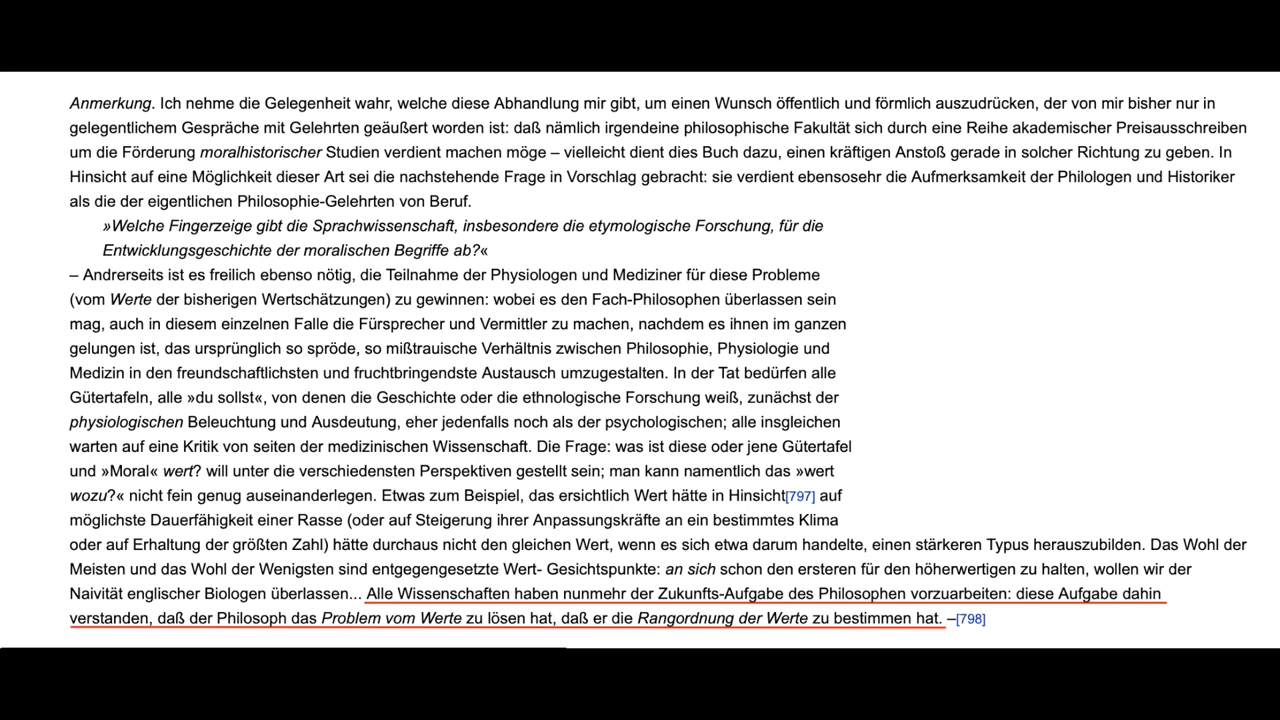 Anmerkung. Ich nehme die Gelegenheit wahr, welche diese Abhandlung mir gibt, um einen Wunsch öffentlich und förmlich auszudrücken, der von mir bisher nur in
gelegentlichem Gespräche mit Gelehrten geäußert worden ist: daß nämlich irgendeine philosophische Fakultät sich durch eine Reihe akademischer Preisausschreiben
um die Förderung moralhistorischer Studien verdient machen möge – vielleicht dient dies Buch dazu, einen kräftigen Anstoß gerade in solcher Richtung zu geben. In
Hinsicht auf eine Möglichkeit dieser Art sei die nachstehende Frage in Vorschlag gebracht: sie verdient ebensosehr die Aufmerksamkeit der Philologen und Historiker
als die der eigentlichen Philosophie-Gelehrten von Beruf.
»Welche Fingerzeige gibt die Sprachwissenschaft, insbesondere die etymologische Forschung, für die
Entwicklungsgeschichte der moralischen Begriffe ab?«
– Andrerseits ist es freilich ebenso nötig, die Teilnahme der Physiologen und Mediziner für diese Probleme
(vom Werte der bisherigen Wertschätzungen) zu gewinnen: wobei es den Fach-Philosophen überlassen sein
mag, auch in diesem einzelnen Falle die Fürsprecher und Vermittler zu machen, nachdem es ihnen im ganzen
gelungen ist, das ursprünglich so spröde, so mißtrauische Verhältnis zwischen Philosophie, Physiologie und
Medizin in den freundschaftlichsten und fruchtbringendste Austausch umzugestalten. In der Tat bedürfen alle
Gütertafeln, alle »du sollst«, von denen die Geschichte oder die ethnologische Forschung weiß, zunächst der
physiologischen Beleuchtung und Ausdeutung, eher jedenfalls noch als der psychologischen; alle insgleichen
warten auf eine Kritik von seiten der medizinischen Wissenschaft. Die Frage: was ist diese oder jene Gütertafel
und »Moral« wert? will unter die verschiedensten Perspektiven gestellt sein; man kann namentlich das »wert
wozu?« nicht fein genug auseinanderlegen. Etwas zum Beispiel, das ersichtlich Wert hätte in Hinsicht[797] auf
möglichste Dauerfähigkeit einer Rasse (oder auf Steigerung ihrer Anpassungskräfte an ein bestimmtes Klima
oder auf Erhaltung der größten Zahl) hätte durchaus nicht den gleichen Wert, wenn es sich etwa darum handelte, einen stärkeren Typus herauszubilden. Das Wohl der
Meisten und das Wohl der Wenigsten sind entgegengesetzte Wert- Gesichtspunkte: an sich schon den ersteren für den höherwertigen zu halten, wollen wir der
Naivität englischer Biologen überlassen... Alle Wissenschaften haben nunmehr der Zukunfts-Aufgabe des Philosophen vorzuarbeiten: diese Aufgabe dahin
verstanden, daß der Philosoph das Problem vom Werte zu lösen hat, daß er die Rangordnung der Werte zu bestimmen hat. –[798]